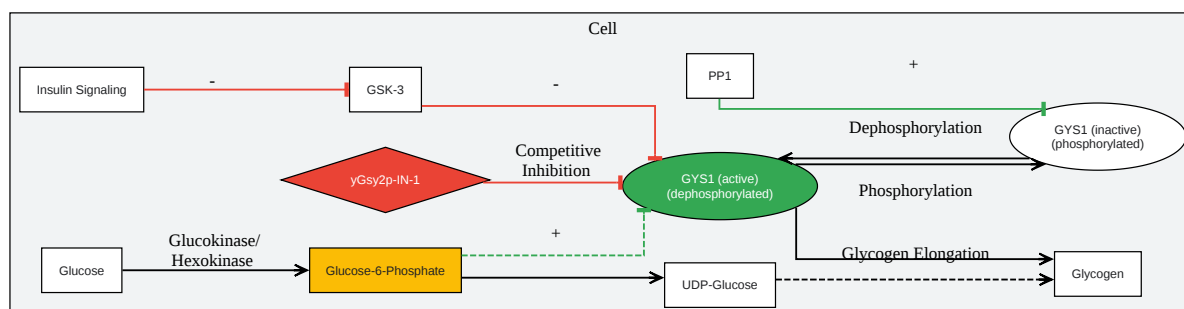 Cell
Insulin Signaling
-
GSK-3
-
PP1
+
Dephosphorylation
GYS1 (inactive)
(phosphorylated)
yGsy2p-IN-1
Competitive
Inhibition
GYS1 (active)
(dephosphorylated)
Phosphorylation
Glucose
Glucokinase/
Hexokinase
Glucose-6-Phosphate
+
UDP-Glucose
Glycogen Elongation
Glycogen